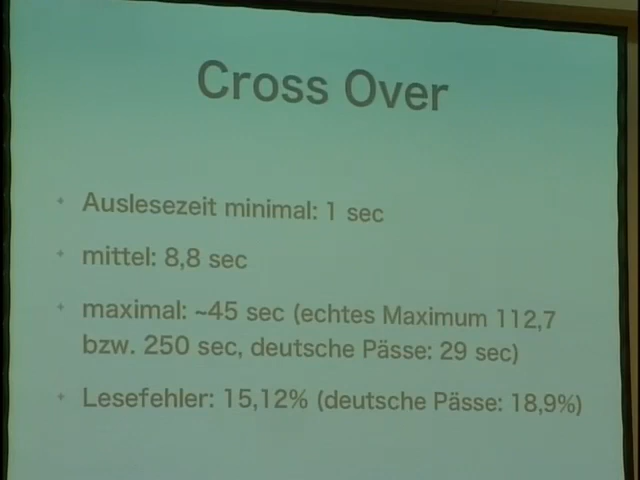 Cross Over
Auslesezeit minimal: 1 sec
mittel: 8,8 sec
maximal: ~45 sec (echtes Maximum 112,7
bzw. 250 sec, deutsche Pässe: 29 sec)
Lesefehler: 15,12% (deutsche Pässe: 18,9%)